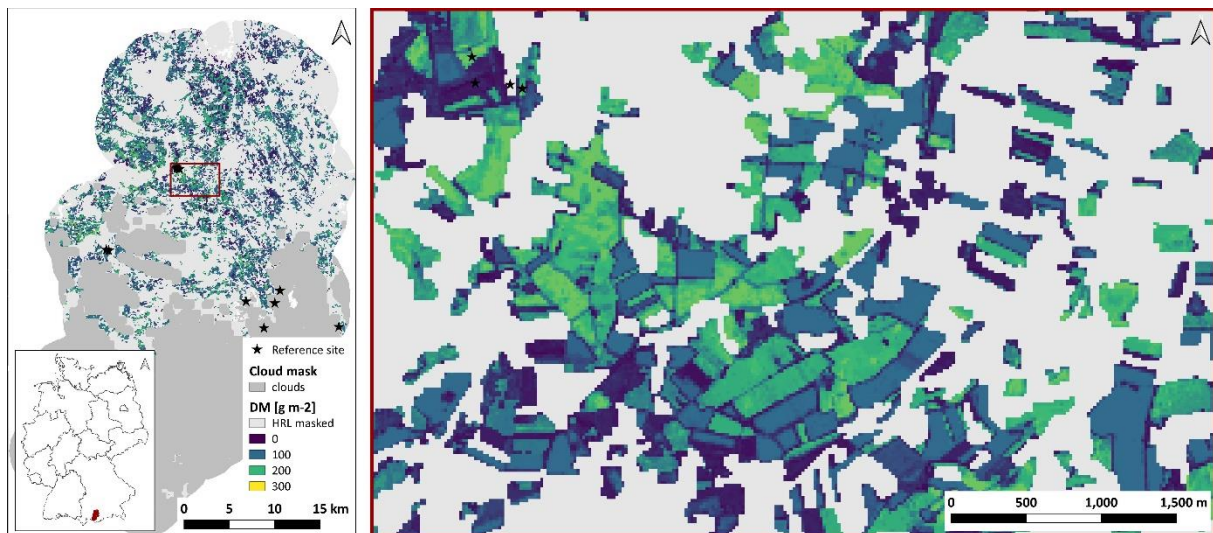 Reference site
Cloud mask
clouds
DM [g m-2]
HRL masked
0
100
200
300
0 5 10 15 km
0 500 1,000 1,500 m